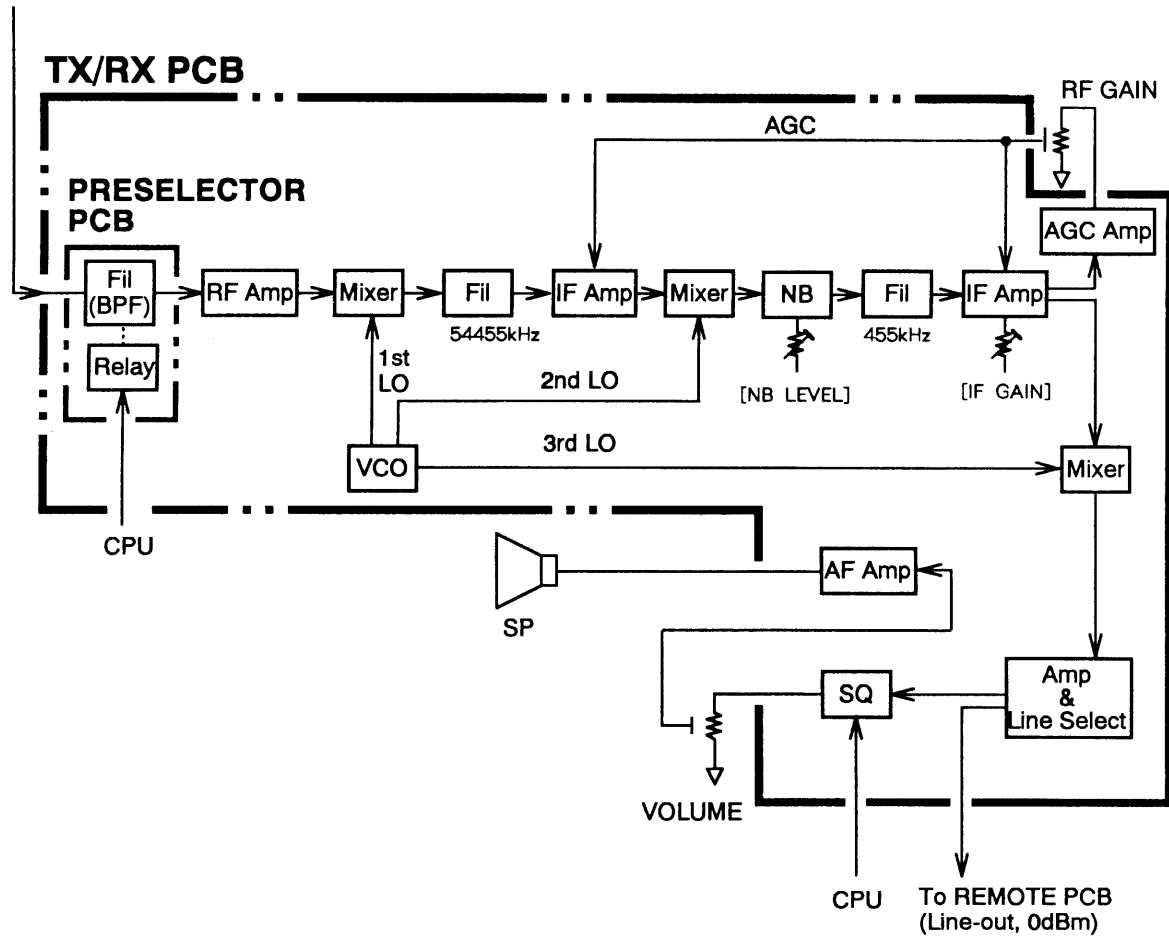 TX/RX PCB
RF GAIN
AGC
PRESELECTOR
PCB
AGC Amp
Fil
(BPF)
RF Amp
Mixer
Fil
IF Amp
Mixer
NB
Fil
IF Amp
54455kHz
455kHz
Relay
1st
LO
2nd LO
[NB LEVEL]
[IF GAIN]
3rd LO
VCO
Mixer
CPU
AF Amp
SP
Amp
&
Line Select
SQ
VOLUME
CPU
To REMOTE PCB
(Line-out, 0dBm)